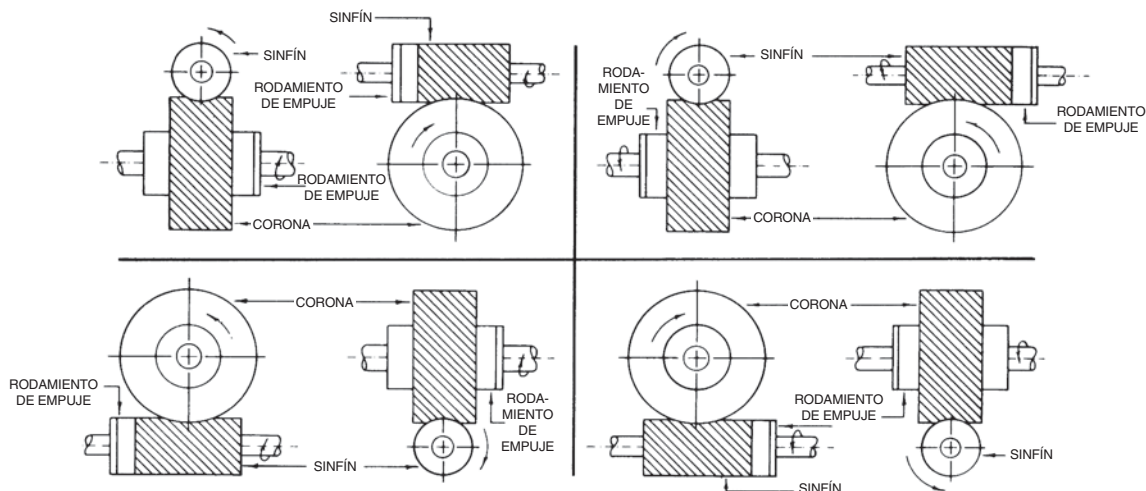 SINFÍN
SINFÍN
RODAMIENTO
DE EMPUJE
RODAMIENTO
DE EMPUJE
CORONA
SINFÍN
RODA-
MIENTO
DE
EMPUJE
RODAMIENTO
DE EMPUJE
CORONA
CORONA
RODAMIENTO
DE EMPUJE
RODA-
MIENTO
DE
EMPUJE
SINFÍN
CORONA
RODAMIENTO
DE EMPUJE
SINFÍN
SINFÍN